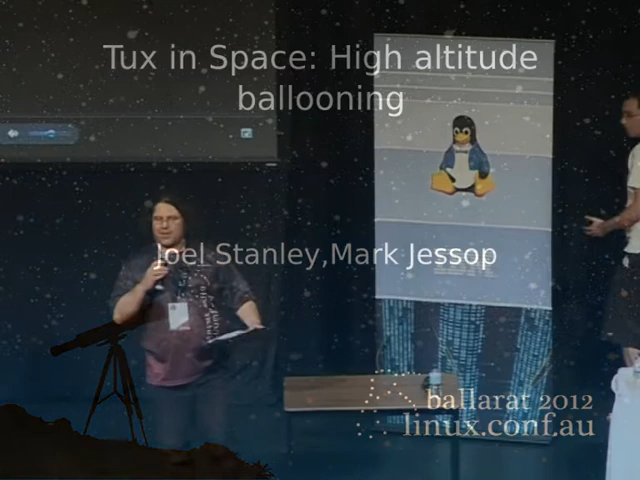 Tux in Space: High altitude
ballooning
Joel Stanley,Mark Jessop
ballarat 2012
linux.conf.au